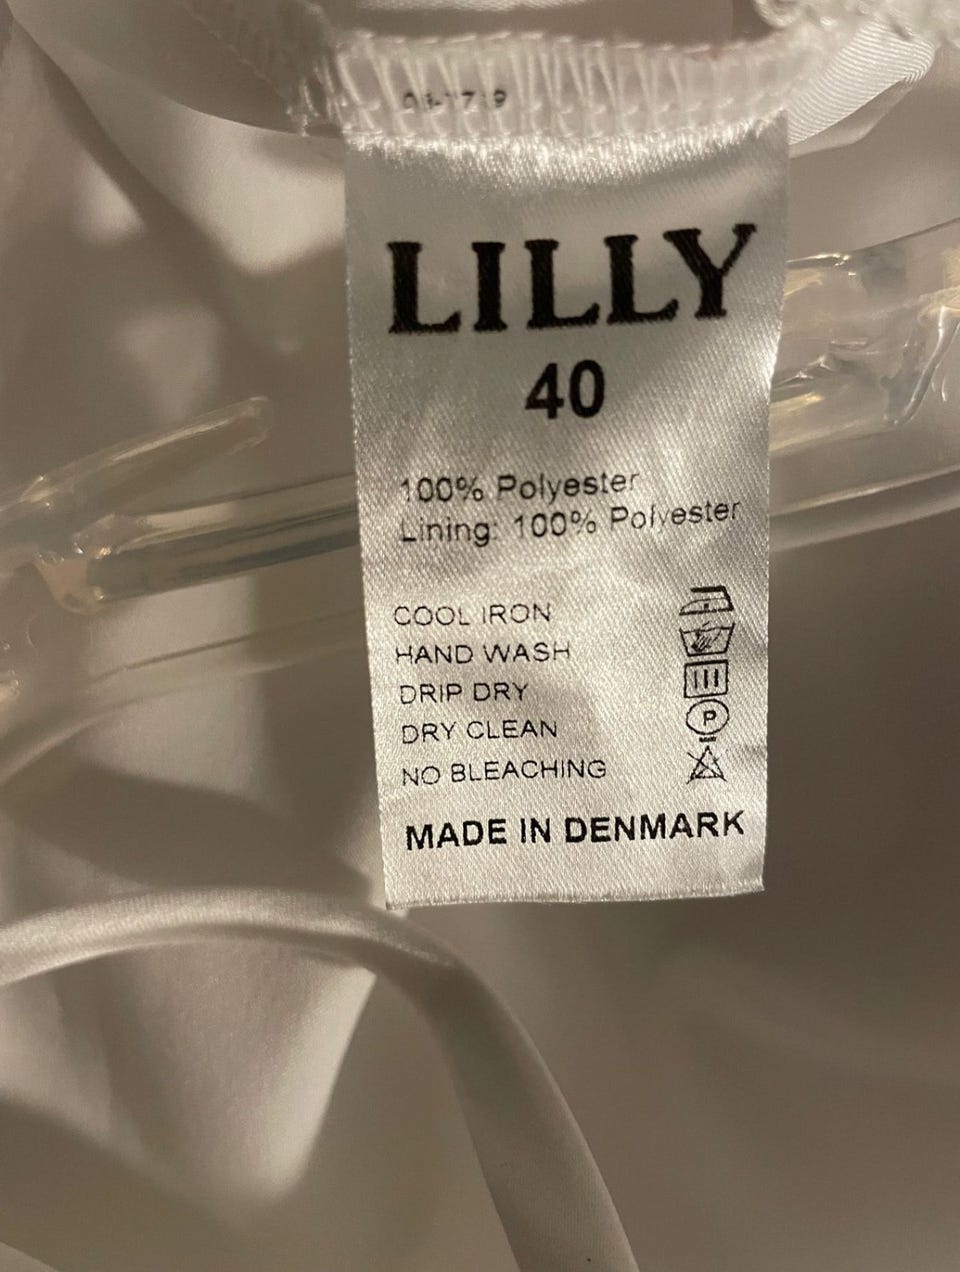 LILLY
40
100% Polyester
Lining: 100% Polyester
COOL IRON
HAND WASH
DRIP DRY
DRY CLEAN
P
NO BLEACHING
MADE IN DENMARK